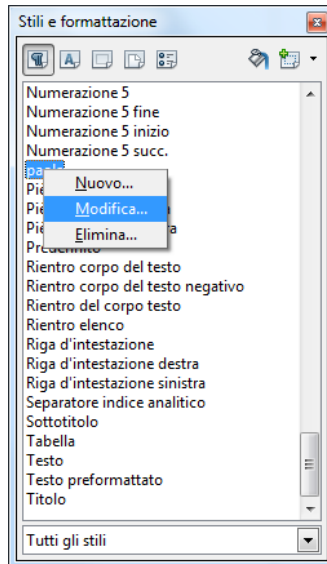 Stili e formattazione
Numerazione 5
Numerazione 5 fine
Numerazione 5 inizio
Numerazione 5 succ.
Nuovo...
Modifica...
Elimina...
Rientro corpo del testo
Rientro corpo del testo negativo
Rientro del corpo testo
Rientro elenco
Riga d'intestazione
Riga d'intestazione destra
Riga d'intestazione sinistra
Separatore indice analitico
Sottotitolo
Tabella
Testo
Testo preformattato
Titolo
Tutti gli stili